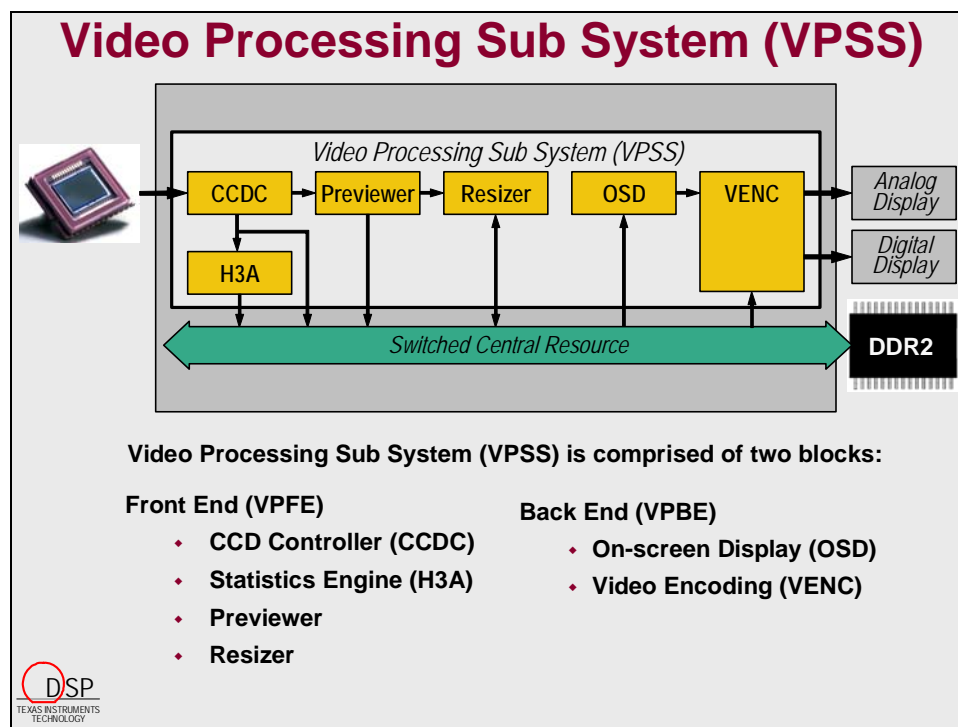 Video Processing Sub System (VPSS)
Video Processing Sub System (VPSS)
CCDC
Previewer
Resizer
OSD
VENC
Analog
Display
H3A
Digital
Display
Switched Central Resource
DDR2
Video Processing Sub System (VPSS) is comprised of two blocks:
Front End (VPFE)
CCD Controller (CCDC)
Statistics Engine (H3A)
Previewer
Resizer
Back End (VPBE)
On-screen Display (OSD)
Video Encoding (VENC)
DSP
TEXAS INSTRUMENTS
TECHNOLOGY